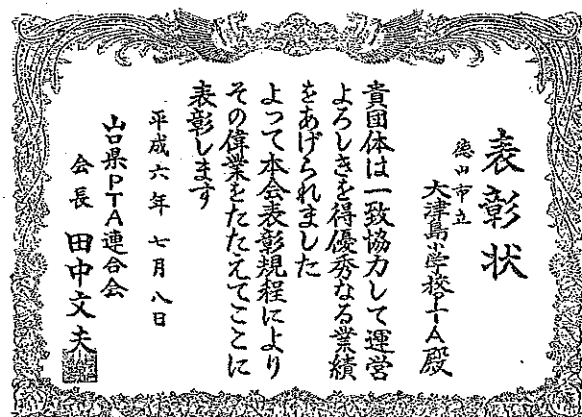 表彰状
徳山市立
大津島小学校PTA殿
貴団体は一致協力して運営
よろしきを得優秀なる業績
をあげられました
よって本会表彰規程により
その偉業をたたえてここに
表彰します
平成六年七月八日
山口県PTA連合会
会長 田中文夫